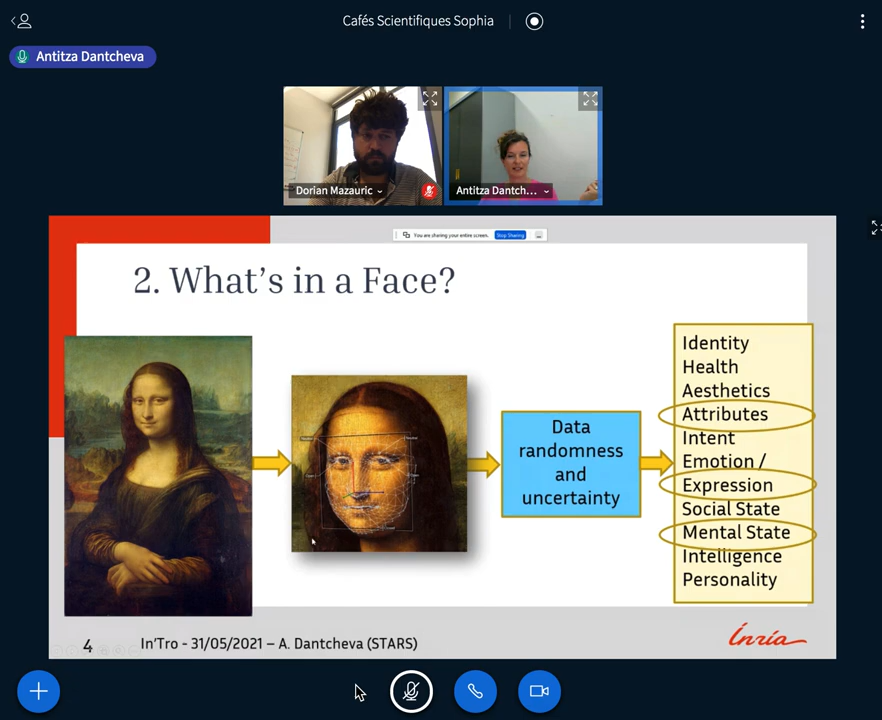 Cafés Scientifiques Sophia
Antitza Dantcheva
Dorian Mazauric
Antitza Dantch...
You are sharing your entire screen.
Stop Sharing
2. What's in a Face?
Data
randomness
and
uncertainty
Identity
Health
Aesthetics
Attributes
Intent
Emotion /
Expression
Social State
Mental State
Intelligence
Personality
4
In'Tro - 31/05/2021 – A. Dantcheva (STARS)
Inria